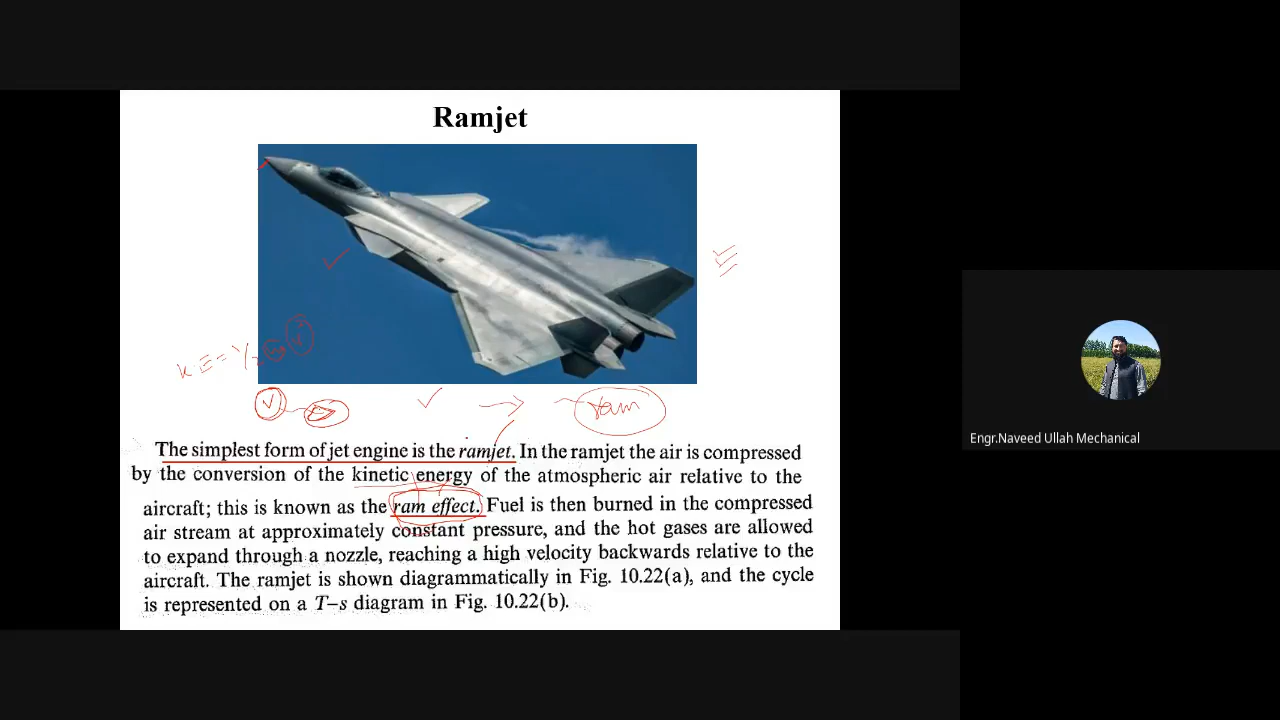 Ramjet
KE = 1/2 m v²
ram
The simplest form of jet engine is the ramjet. In the ramjet the air is compressed
by the conversion of the kinetic energy of the atmospheric air relative to the
aircraft; this is known as the ram effect. Fuel is then burned in the compressed
air stream at approximately constant pressure, and the hot gases are allowed
to expand through a nozzle, reaching a high velocity backwards relative to the
aircraft. The ramjet is shown diagrammatically in Fig. 10.22(a), and the cycle
is represented on a T–s diagram in Fig. 10.22(b).
Engr.Naveed Ullah Mechanical